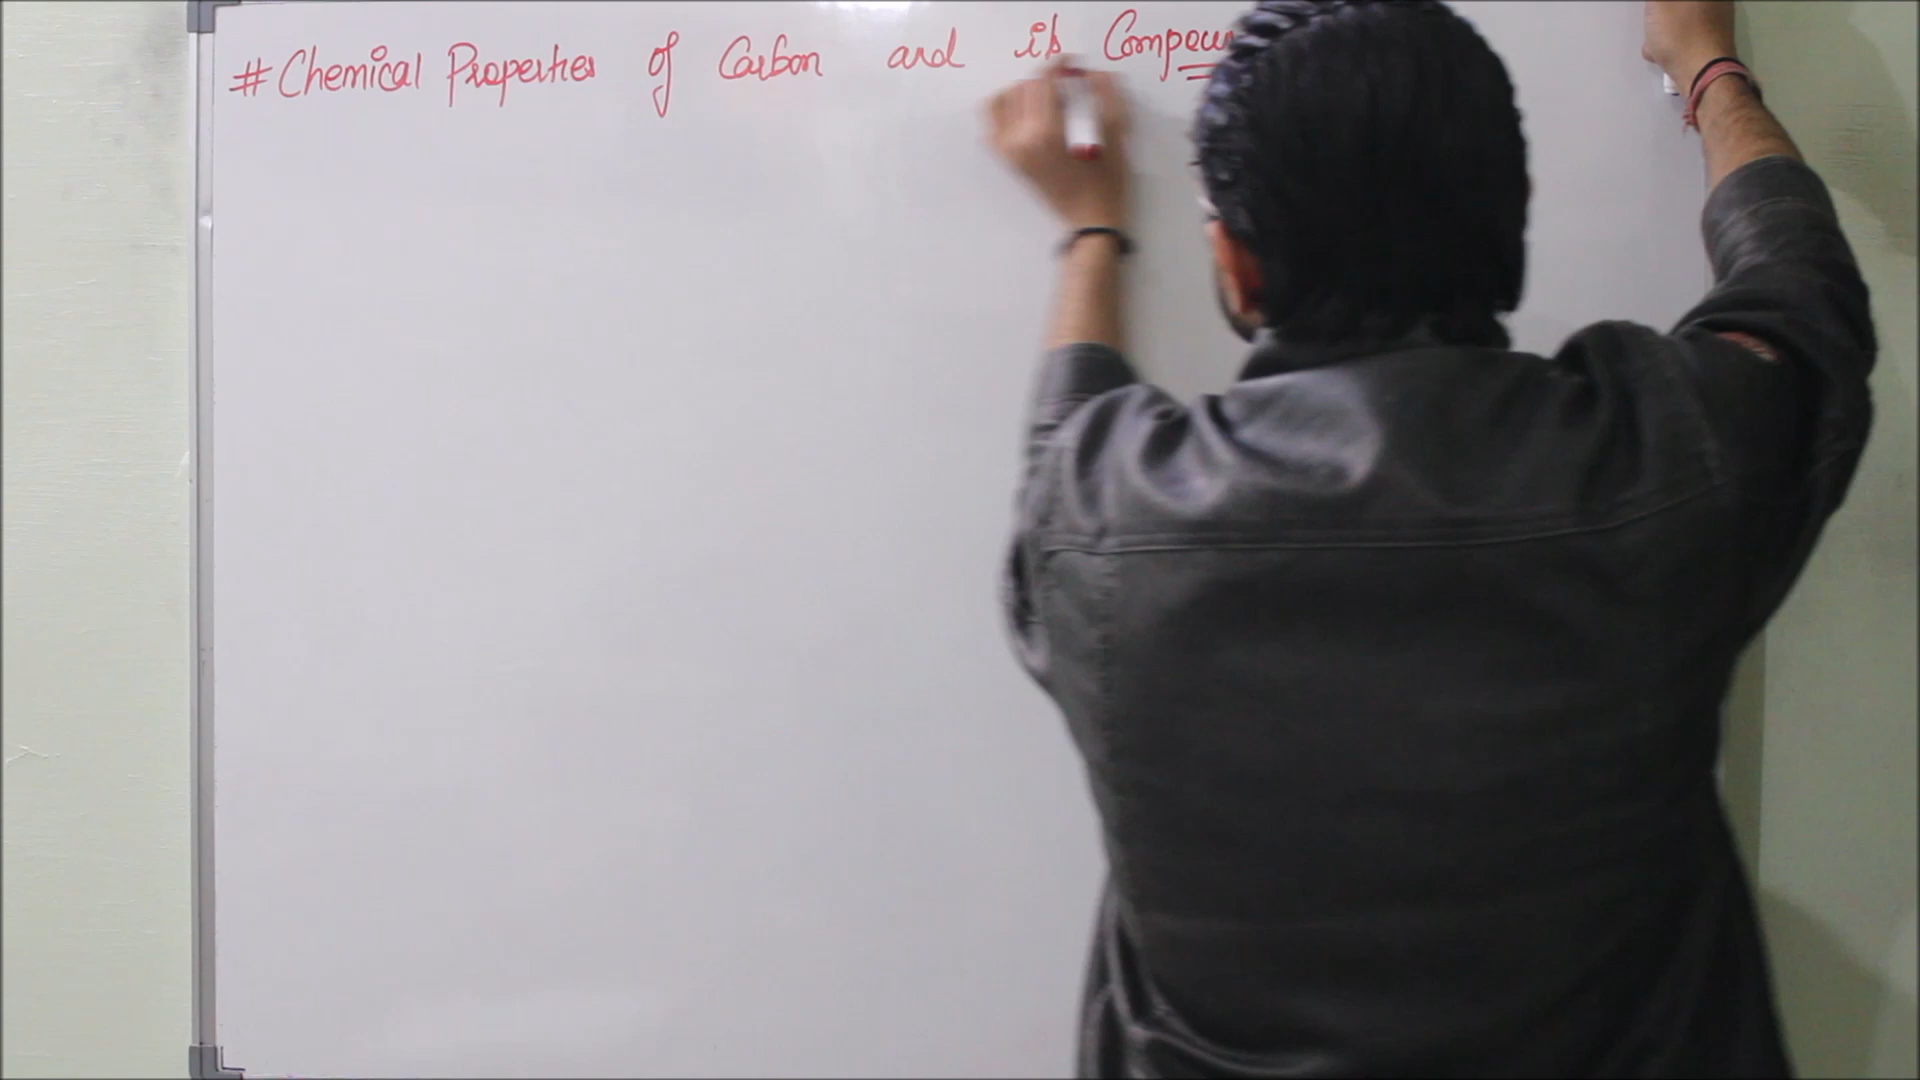 # Chemical Properties of Carbon and its